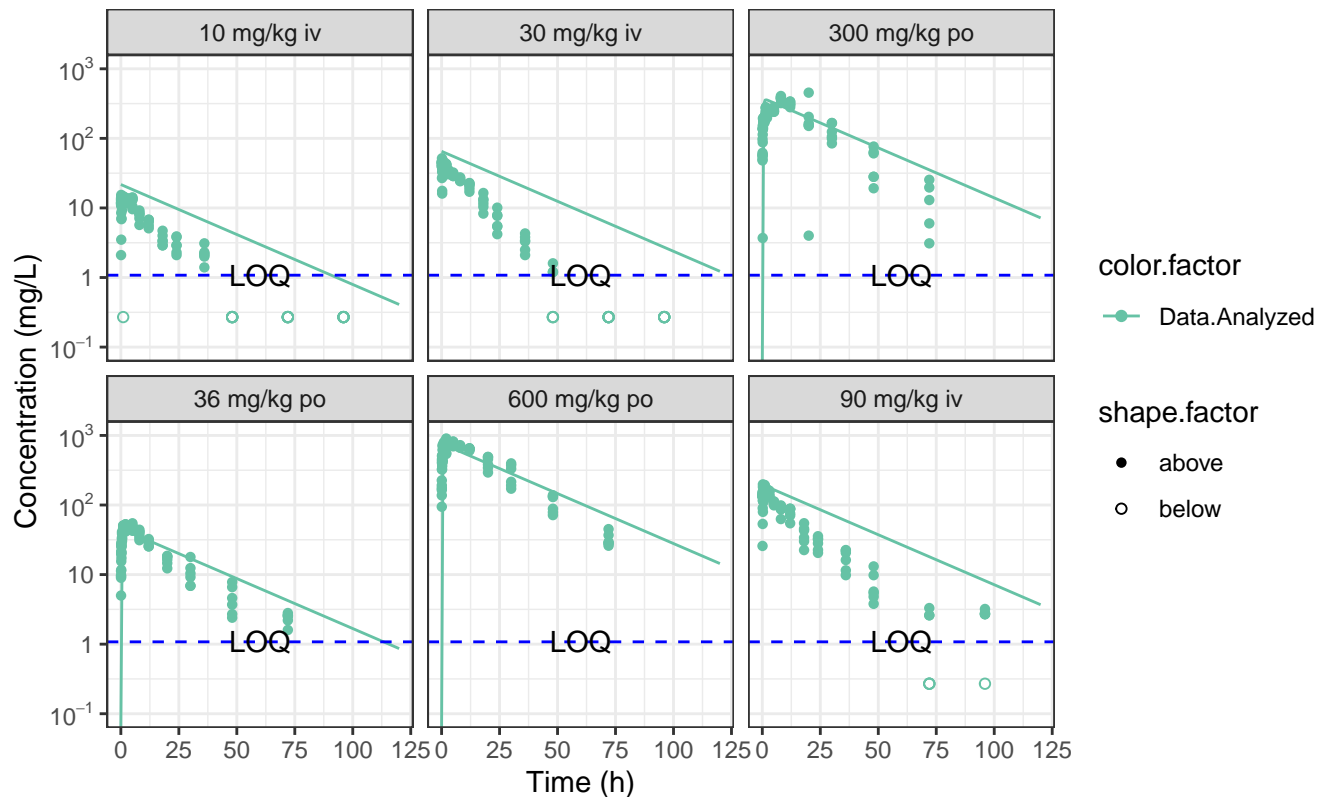 10 mg/kg iv
30 mg/kg iv
300 mg/kg po
10³
10²
10
1
10⁻¹
LOQ
LOQ
LOQ
36 mg/kg po
600 mg/kg po
90 mg/kg iv
10³
10²
10
1
10⁻¹
LOQ
LOQ
LOQ
0 25 50 75 100 125
0 25 50 75 100 125
0 25 50 75 100 125
Time (h)
Concentration (mg/L)
color.factor
Data.Analyzed
shape.factor
above
below